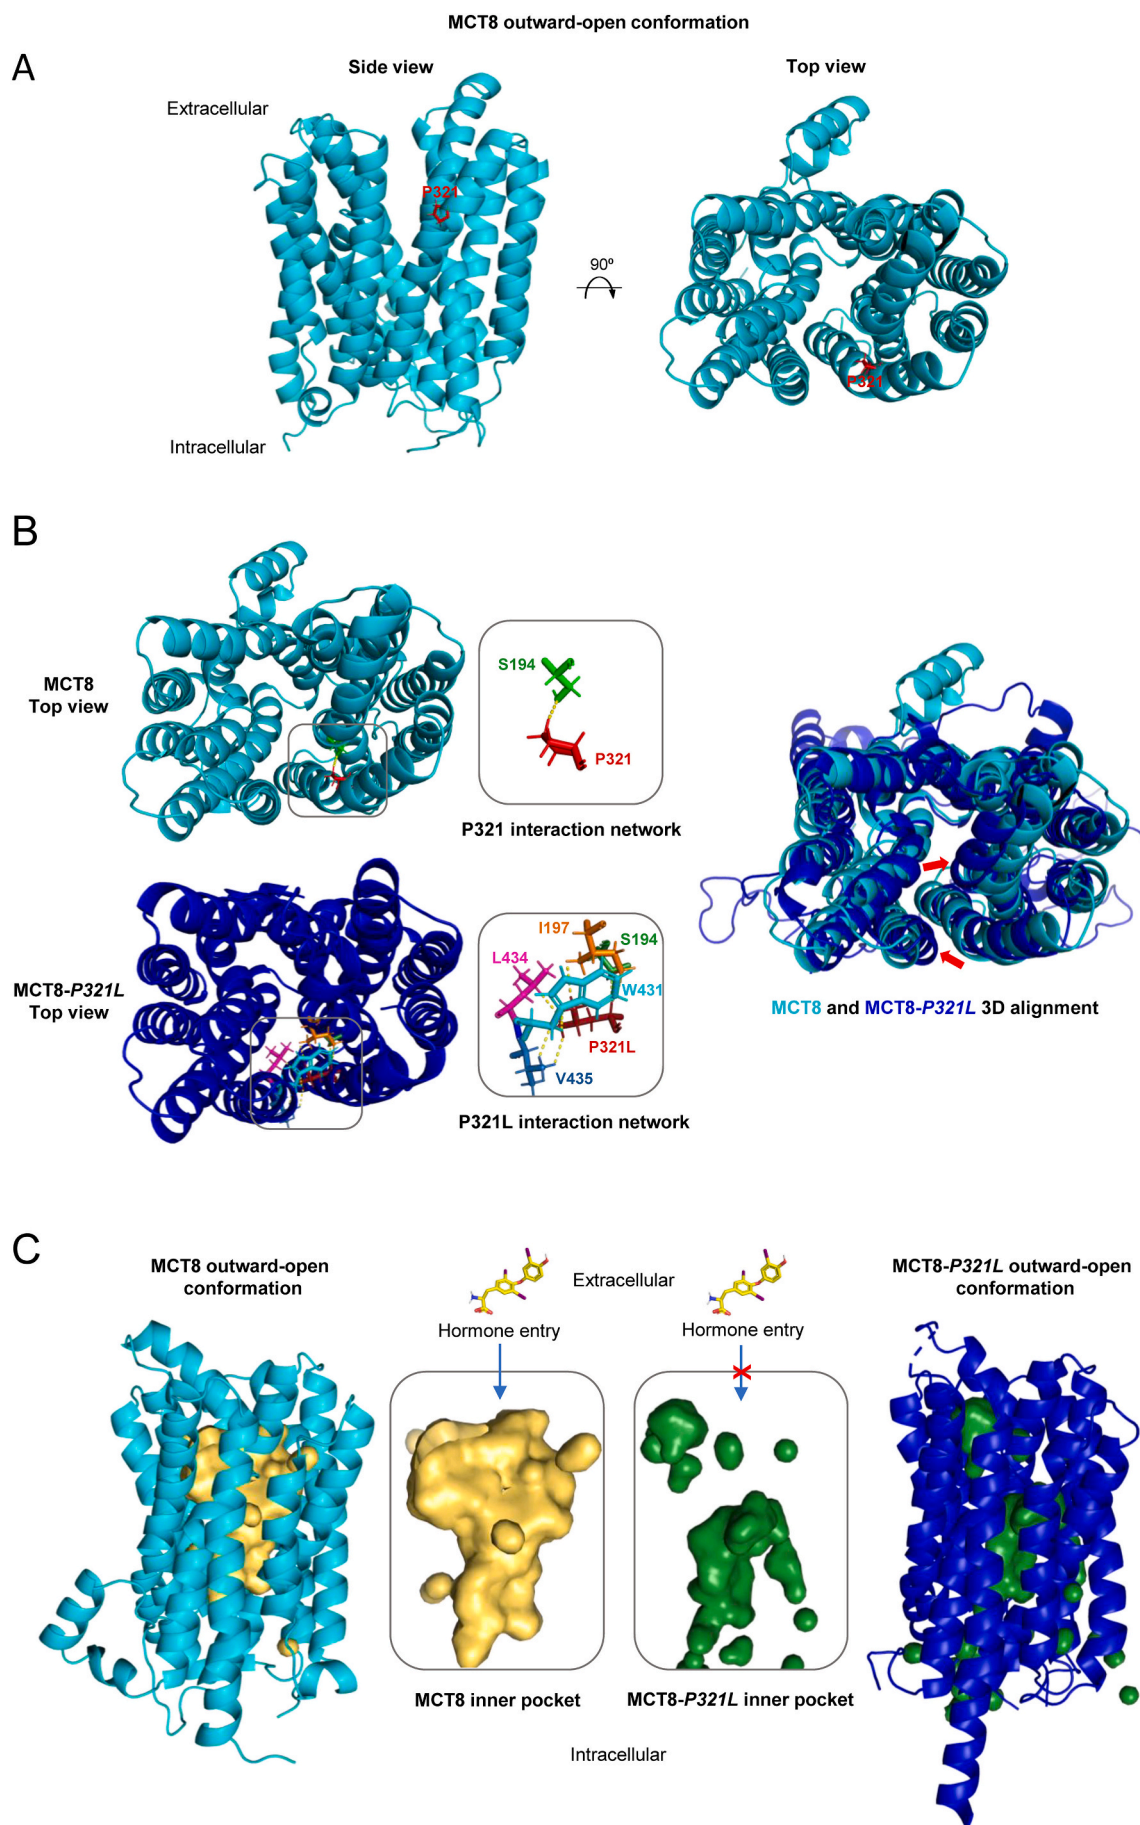 MCT8 outward-open conformation
A
Side view
Top view
Extracellular
P321
90º
P321
Intracellular
B
MCT8
Top view
S194
P321
P321 interaction network
MCT8-P321L
Top view
I197
S194
L434
W431
P321L
V435
P321L interaction network
MCT8 and MCT8-P321L 3D alignment
C
MCT8 outward-open
conformation
Extracellular
MCT8-P321L outward-open
conformation
Hormone entry
Hormone entry
MCT8 inner pocket
MCT8-P321L inner pocket
Intracellular